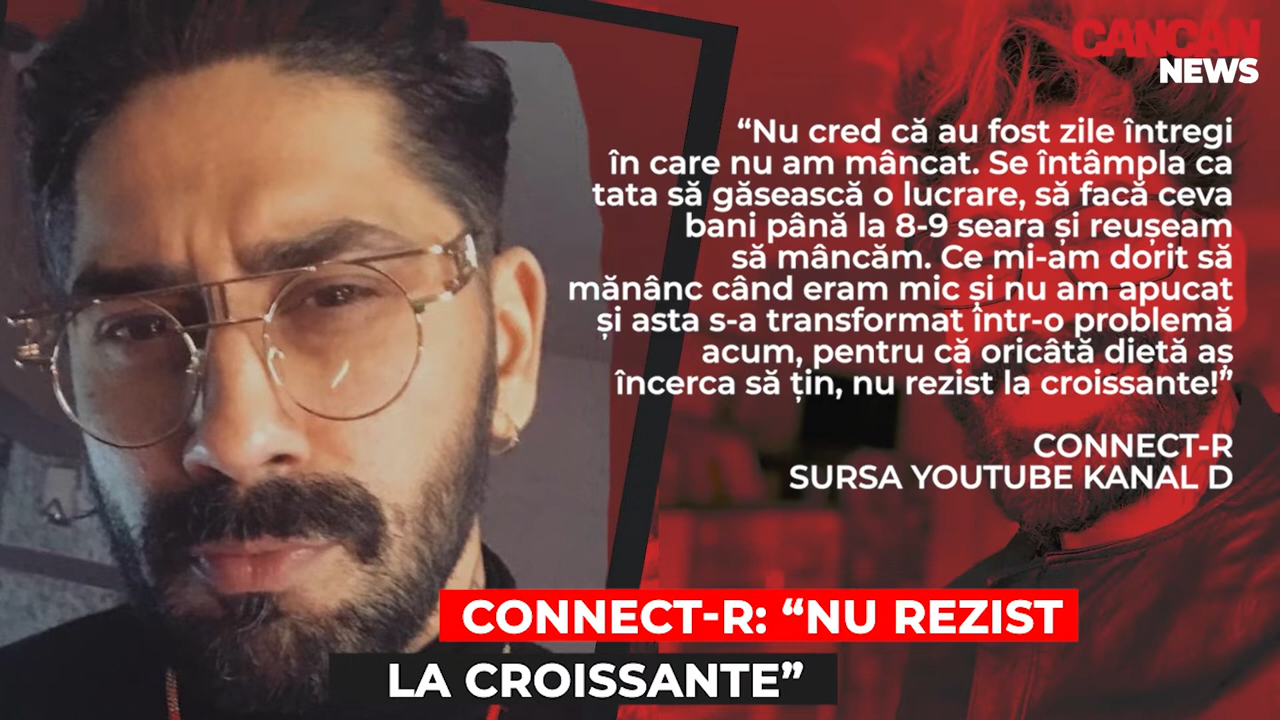 CANCAN
NEWS
“Nu cred că au fost zile întregi
în care nu am mâncat. Se întâmpla ca
tata să găsească o lucrare, să facă ceva
bani până la 8-9 seara și reușeam
să mâncăm. Ce mi-am dorit să
mănânc când eram mic și nu am apucat
și asta s-a transformat într-o problemă
acum, pentru că oricâtă dietă aș
încerca să țin, nu rezist la croissante!”
CONNECT-R
SURSA YOUTUBE KANAL D
CONNECT-R: “NU REZIST
LA CROISSANTE”